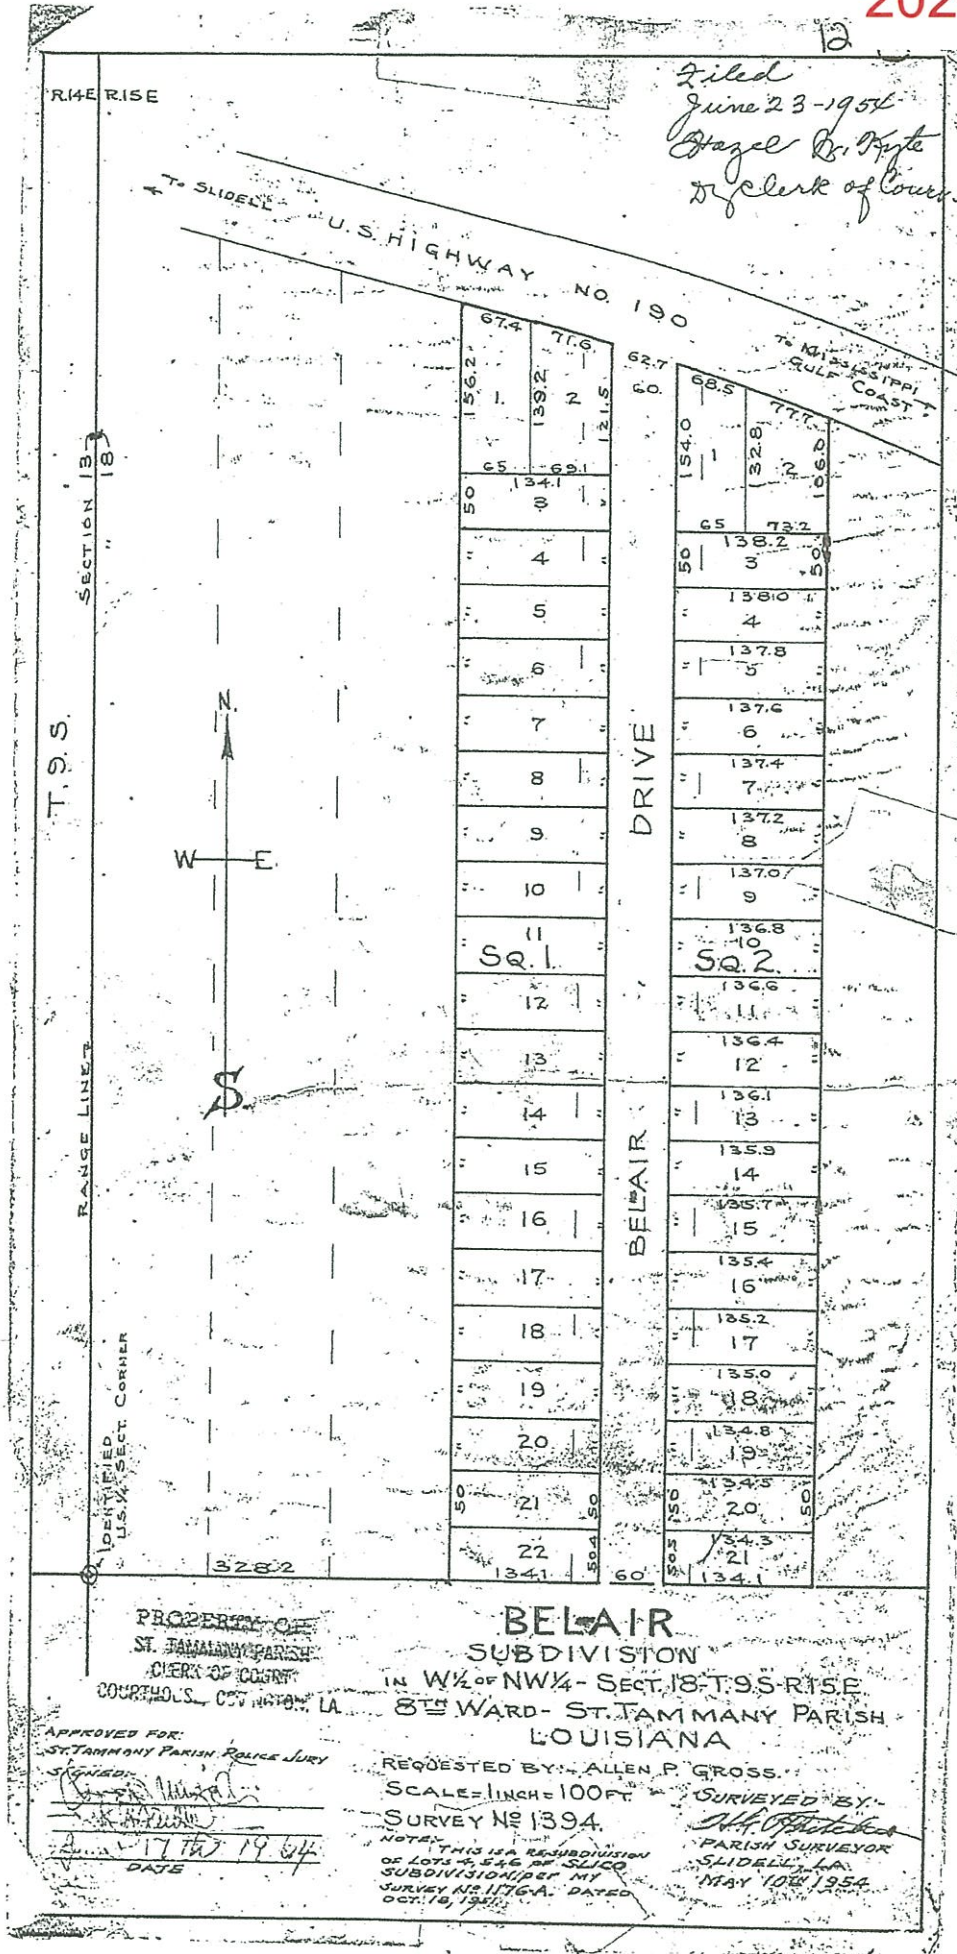 202
12
Filed
June 23-1954
Hazel
Dy Clerk of Court
R.14E R.15E
To SLIDELL
U.S. HIGHWAY NO. 190
To MISSISSIPPI
GULF COAST
67.4
71.6
62.7
60.
68.5
77.7
156.2
1.
139.2
2
121.5
154.0
1
132.8
2
106.0
65
69.1
65
73.2
134.1
50
3
138.2
50
3
50
4
138.0
4
5
137.8
5
6
137.6
6
7
137.4
7
8
137.2
8
9
137.0
9
10
136.8
10
11
SQ. 1.
SQ. 2.
136.6
11
12
136.4
12
13
136.1
13
14
135.9
14
15
135.7
15
16
135.4
16
17
135.2
17
18
135.0
18
19
134.8
19
20
134.5
50
20
50
50
21
50
134.3
50.5
21
134.1
22
134.1
50.4
60
BELAIR DRIVE
SECTION 13
" 18
T. 9. S.
RANGE LINE
IDENTIFIED
U.S. 1/4 SECT. CORNER
N.
W E.
S
328.2
PROPERTY OF
ST. TAMMANY PARISH
CLERK OF COURT
COURTHOUSE, COVINGTON, LA.
BELAIR
SUBDIVISION
IN W½ OF NW¼ - SECT. 18-T.9S-R15E.
8TH WARD - ST. TAMMANY PARISH
LOUISIANA
APPROVED FOR:
ST. TAMMANY PARISH POLICE JURY
SIGNED:
17 TH 19
DATE
REQUESTED BY:- ALLEN P. GROSS.
SCALE = 1 INCH = 100 FT.
SURVEY Nº 1394.
NOTE:-
THIS IS A RESUBDIVISION
OF LOTS 4, 5 & 6 OF SLICO
SUBDIVISION, PER MY
SURVEY Nº 1176-A. DATED
OCT. 18,
SURVEYED BY:-
PARISH SURVEYOR
SLIDELL, LA.
MAY 10TH 1954